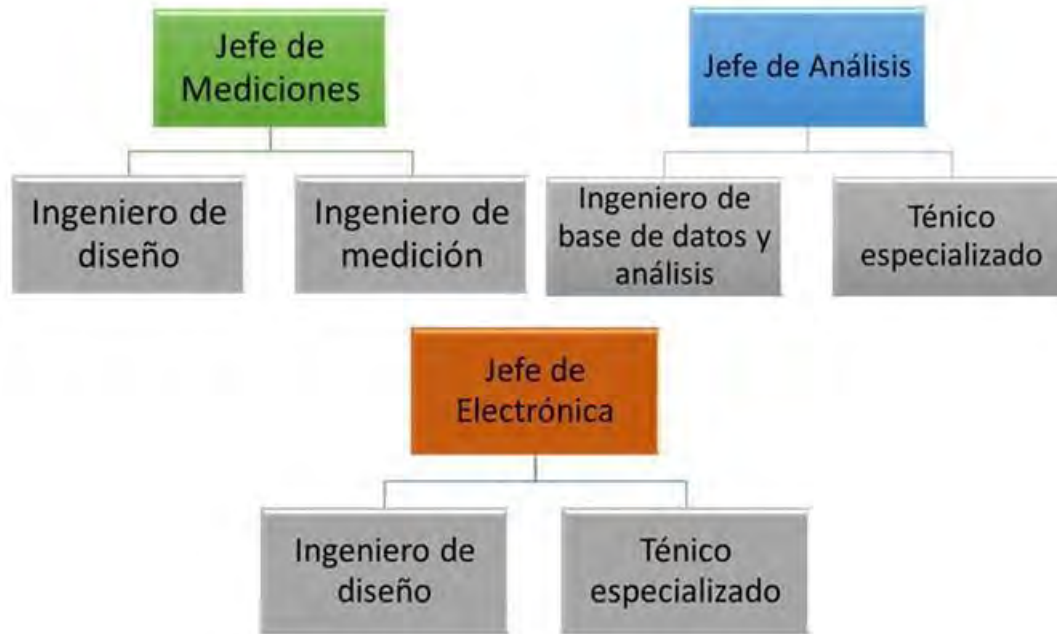 Jefe de
Mediciones
Ingeniero de
diseño
Ingeniero de
medición
Jefe de Análisis
Ingeniero de
base de datos y
análisis
Ténico
especializado
Jefe de
Electrónica
Ingeniero de
diseño
Ténico
especializado